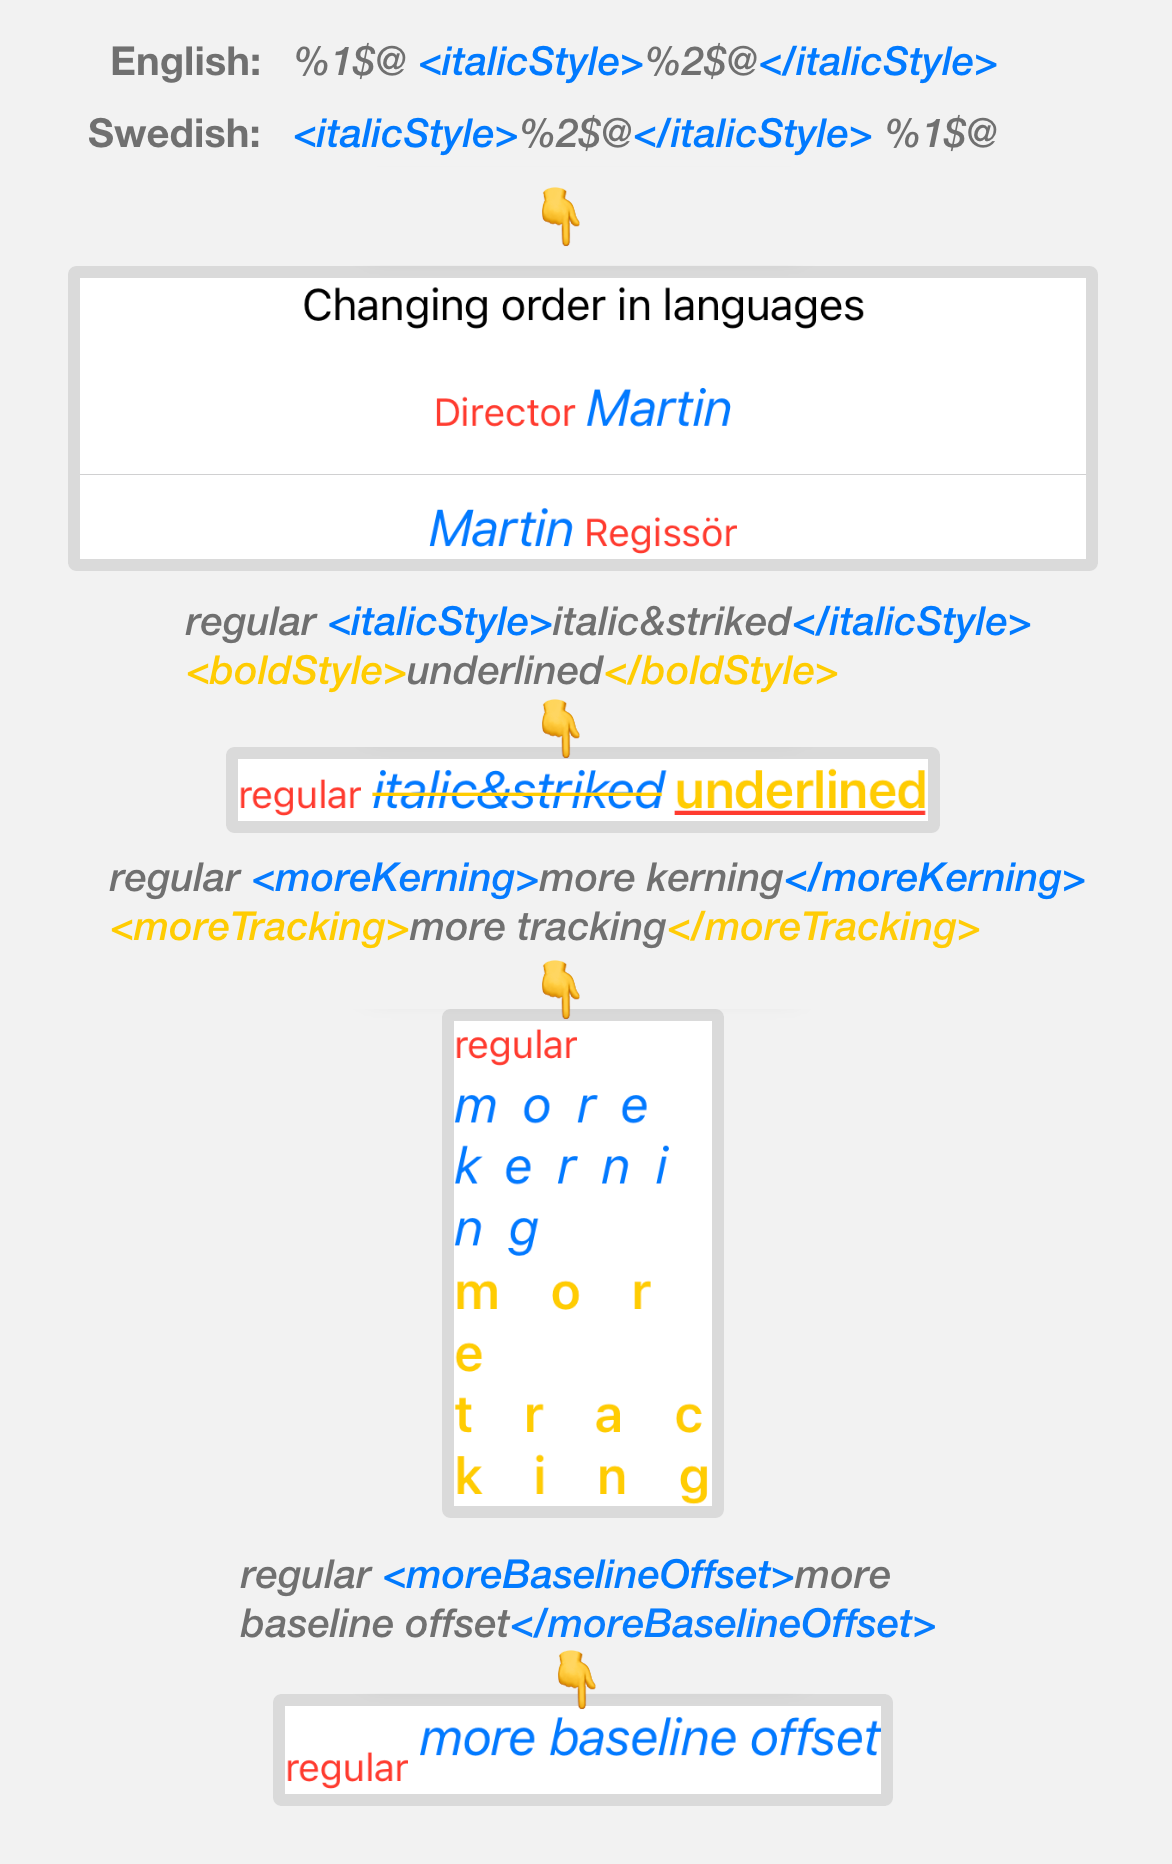 English: %1$@ <italicStyle>%2$@</italicStyle>
Swedish: <italicStyle>%2$@</italicStyle> %1$@
Changing order in languages
Director Martin
Martin Regissör
regular <italicStyle>italic&striked</italicStyle>
<boldStyle>underlined</boldStyle>
regular italic&striked underlined
regular <moreKerning>more kerning</moreKerning>
<moreTracking>more tracking</moreTracking>
regular
m o r e
k e r n i
n g
m o r
e
t r a c
k i n g
regular <moreBaselineOffset>more
baseline offset</moreBaselineOffset>
regular more baseline offset